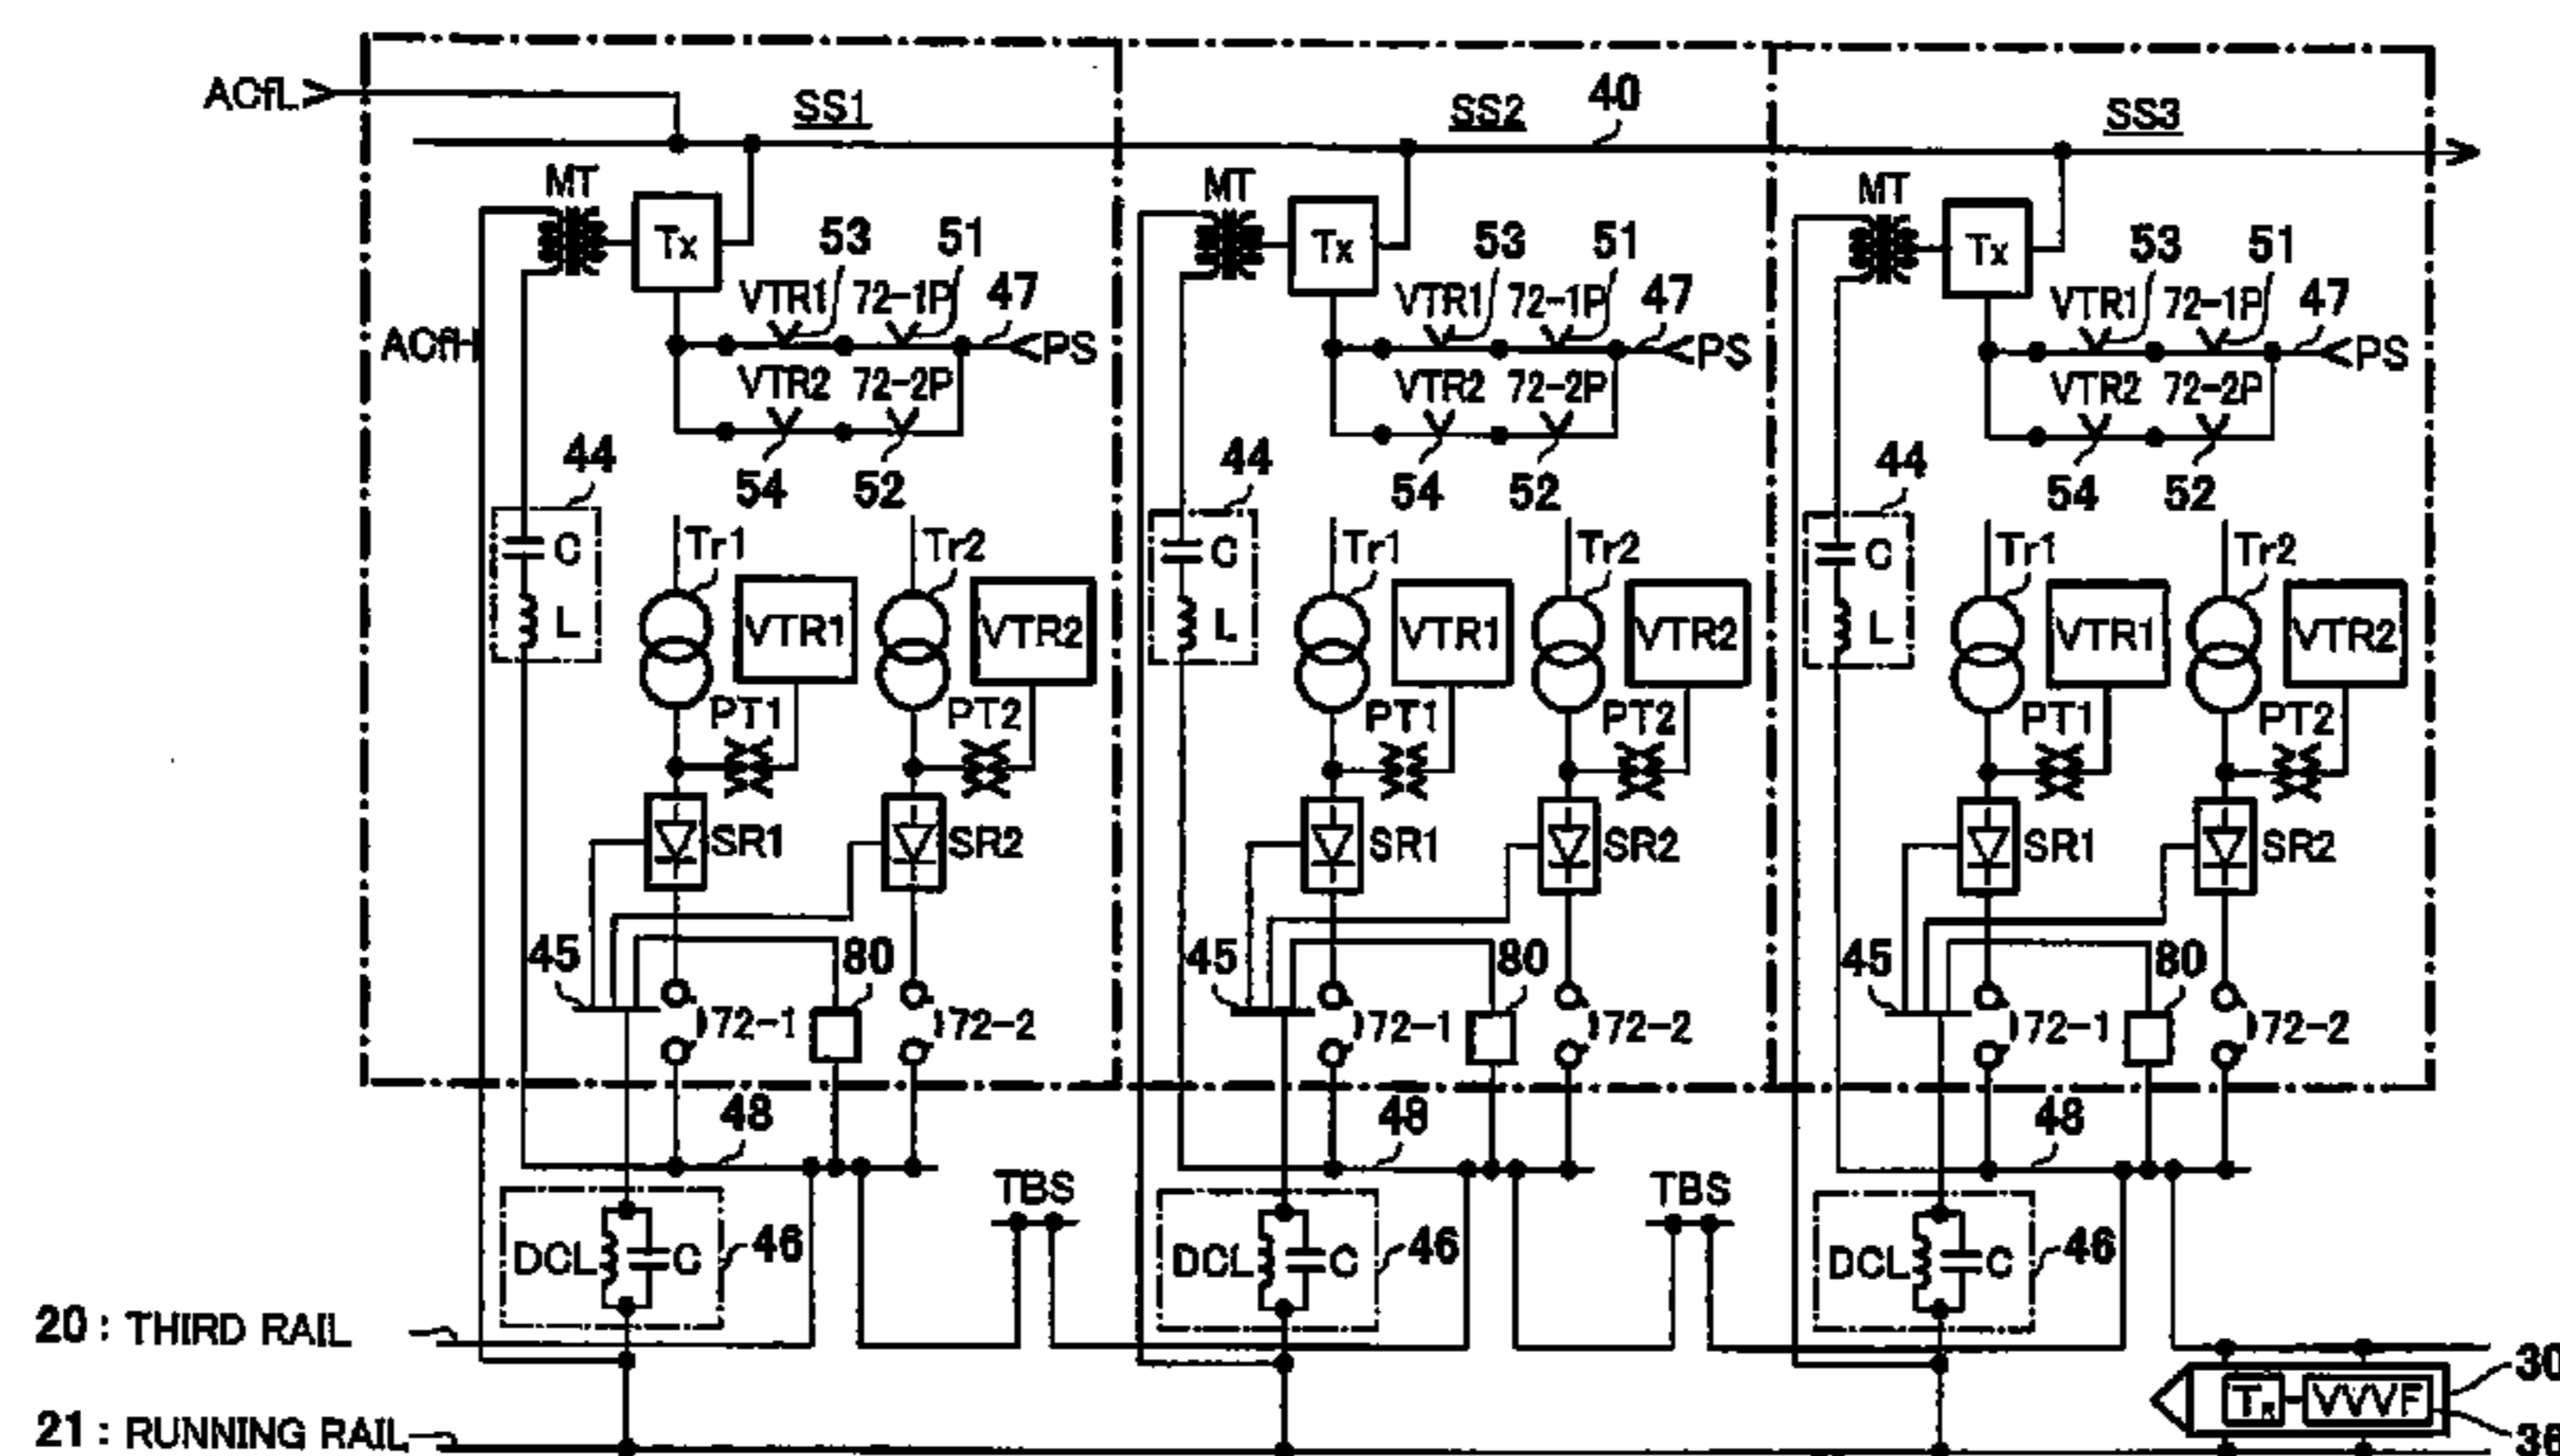 ACfL
SS1
SS2
40
SS3
MT
Tx
53
51
VTR1
72-1P
47
PS
ACfH
VTR2
72-2P
54
52
44
C
L
Tr1
Tr2
VTR1
VTR2
PT1
PT2
SR1
SR2
45
80
72-1
72-2
48
DCL
C
46
MT
Tx
53
51
VTR1
72-1P
47
PS
VTR2
72-2P
54
52
44
C
L
Tr1
Tr2
VTR1
VTR2
PT1
PT2
SR1
SR2
45
80
72-1
72-2
48
TBS
DCL
C
46
MT
Tx
53
51
VTR1
72-1P
47
PS
VTR2
72-2P
54
52
44
C
L
Tr1
Tr2
VTR1
VTR2
PT1
PT2
SR1
SR2
45
80
72-1
72-2
48
TBS
DCL
C
46
20 : THIRD RAIL
30
TR
VVVF
21 : RUNNING RAIL